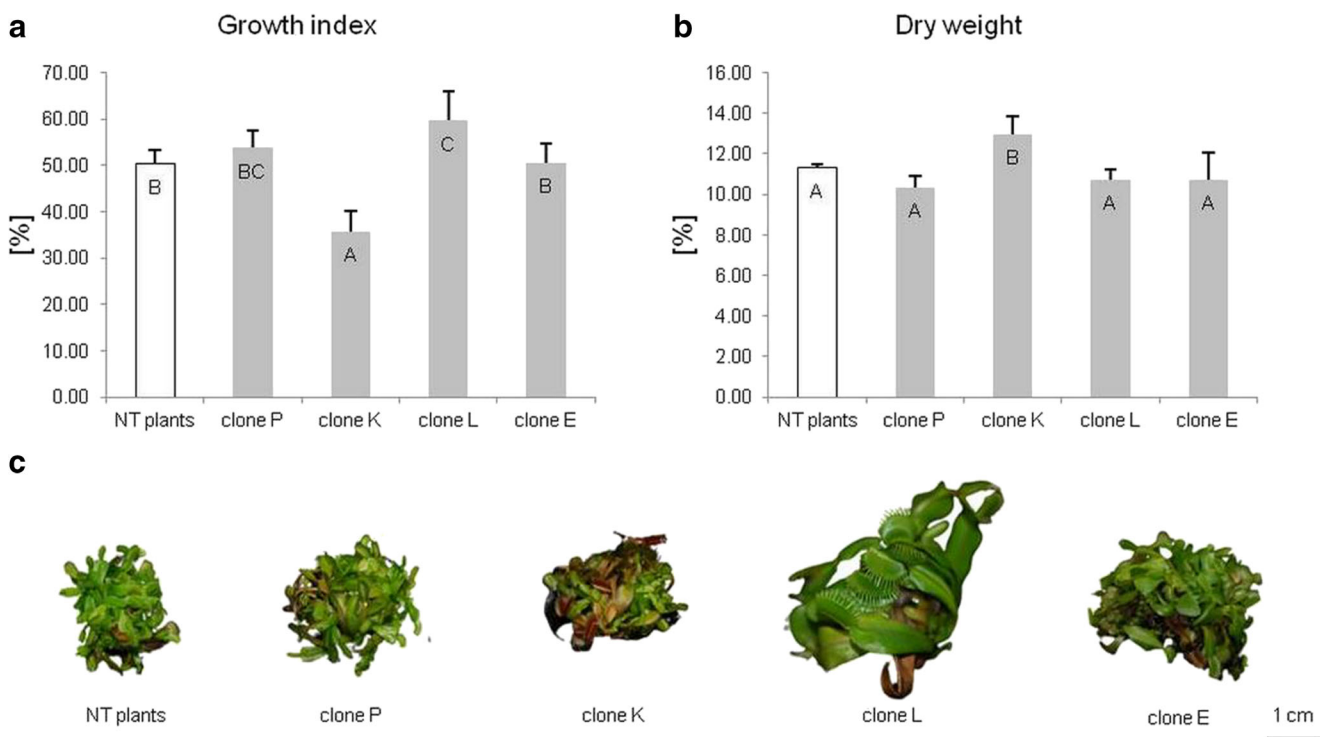 a
Growth index
70.00
60.00
50.00
40.00
30.00
20.00
10.00
0.00
[%]
B
BC
A
C
B
NT plants clone P clone K clone L clone E
b
Dry weight
16.00
14.00
12.00
10.00
8.00
6.00
4.00
2.00
0.00
[%]
A
A
B
A
A
NT plants clone P clone K clone L clone E
c
NT plants clone P clone K clone L clone E 1 cm